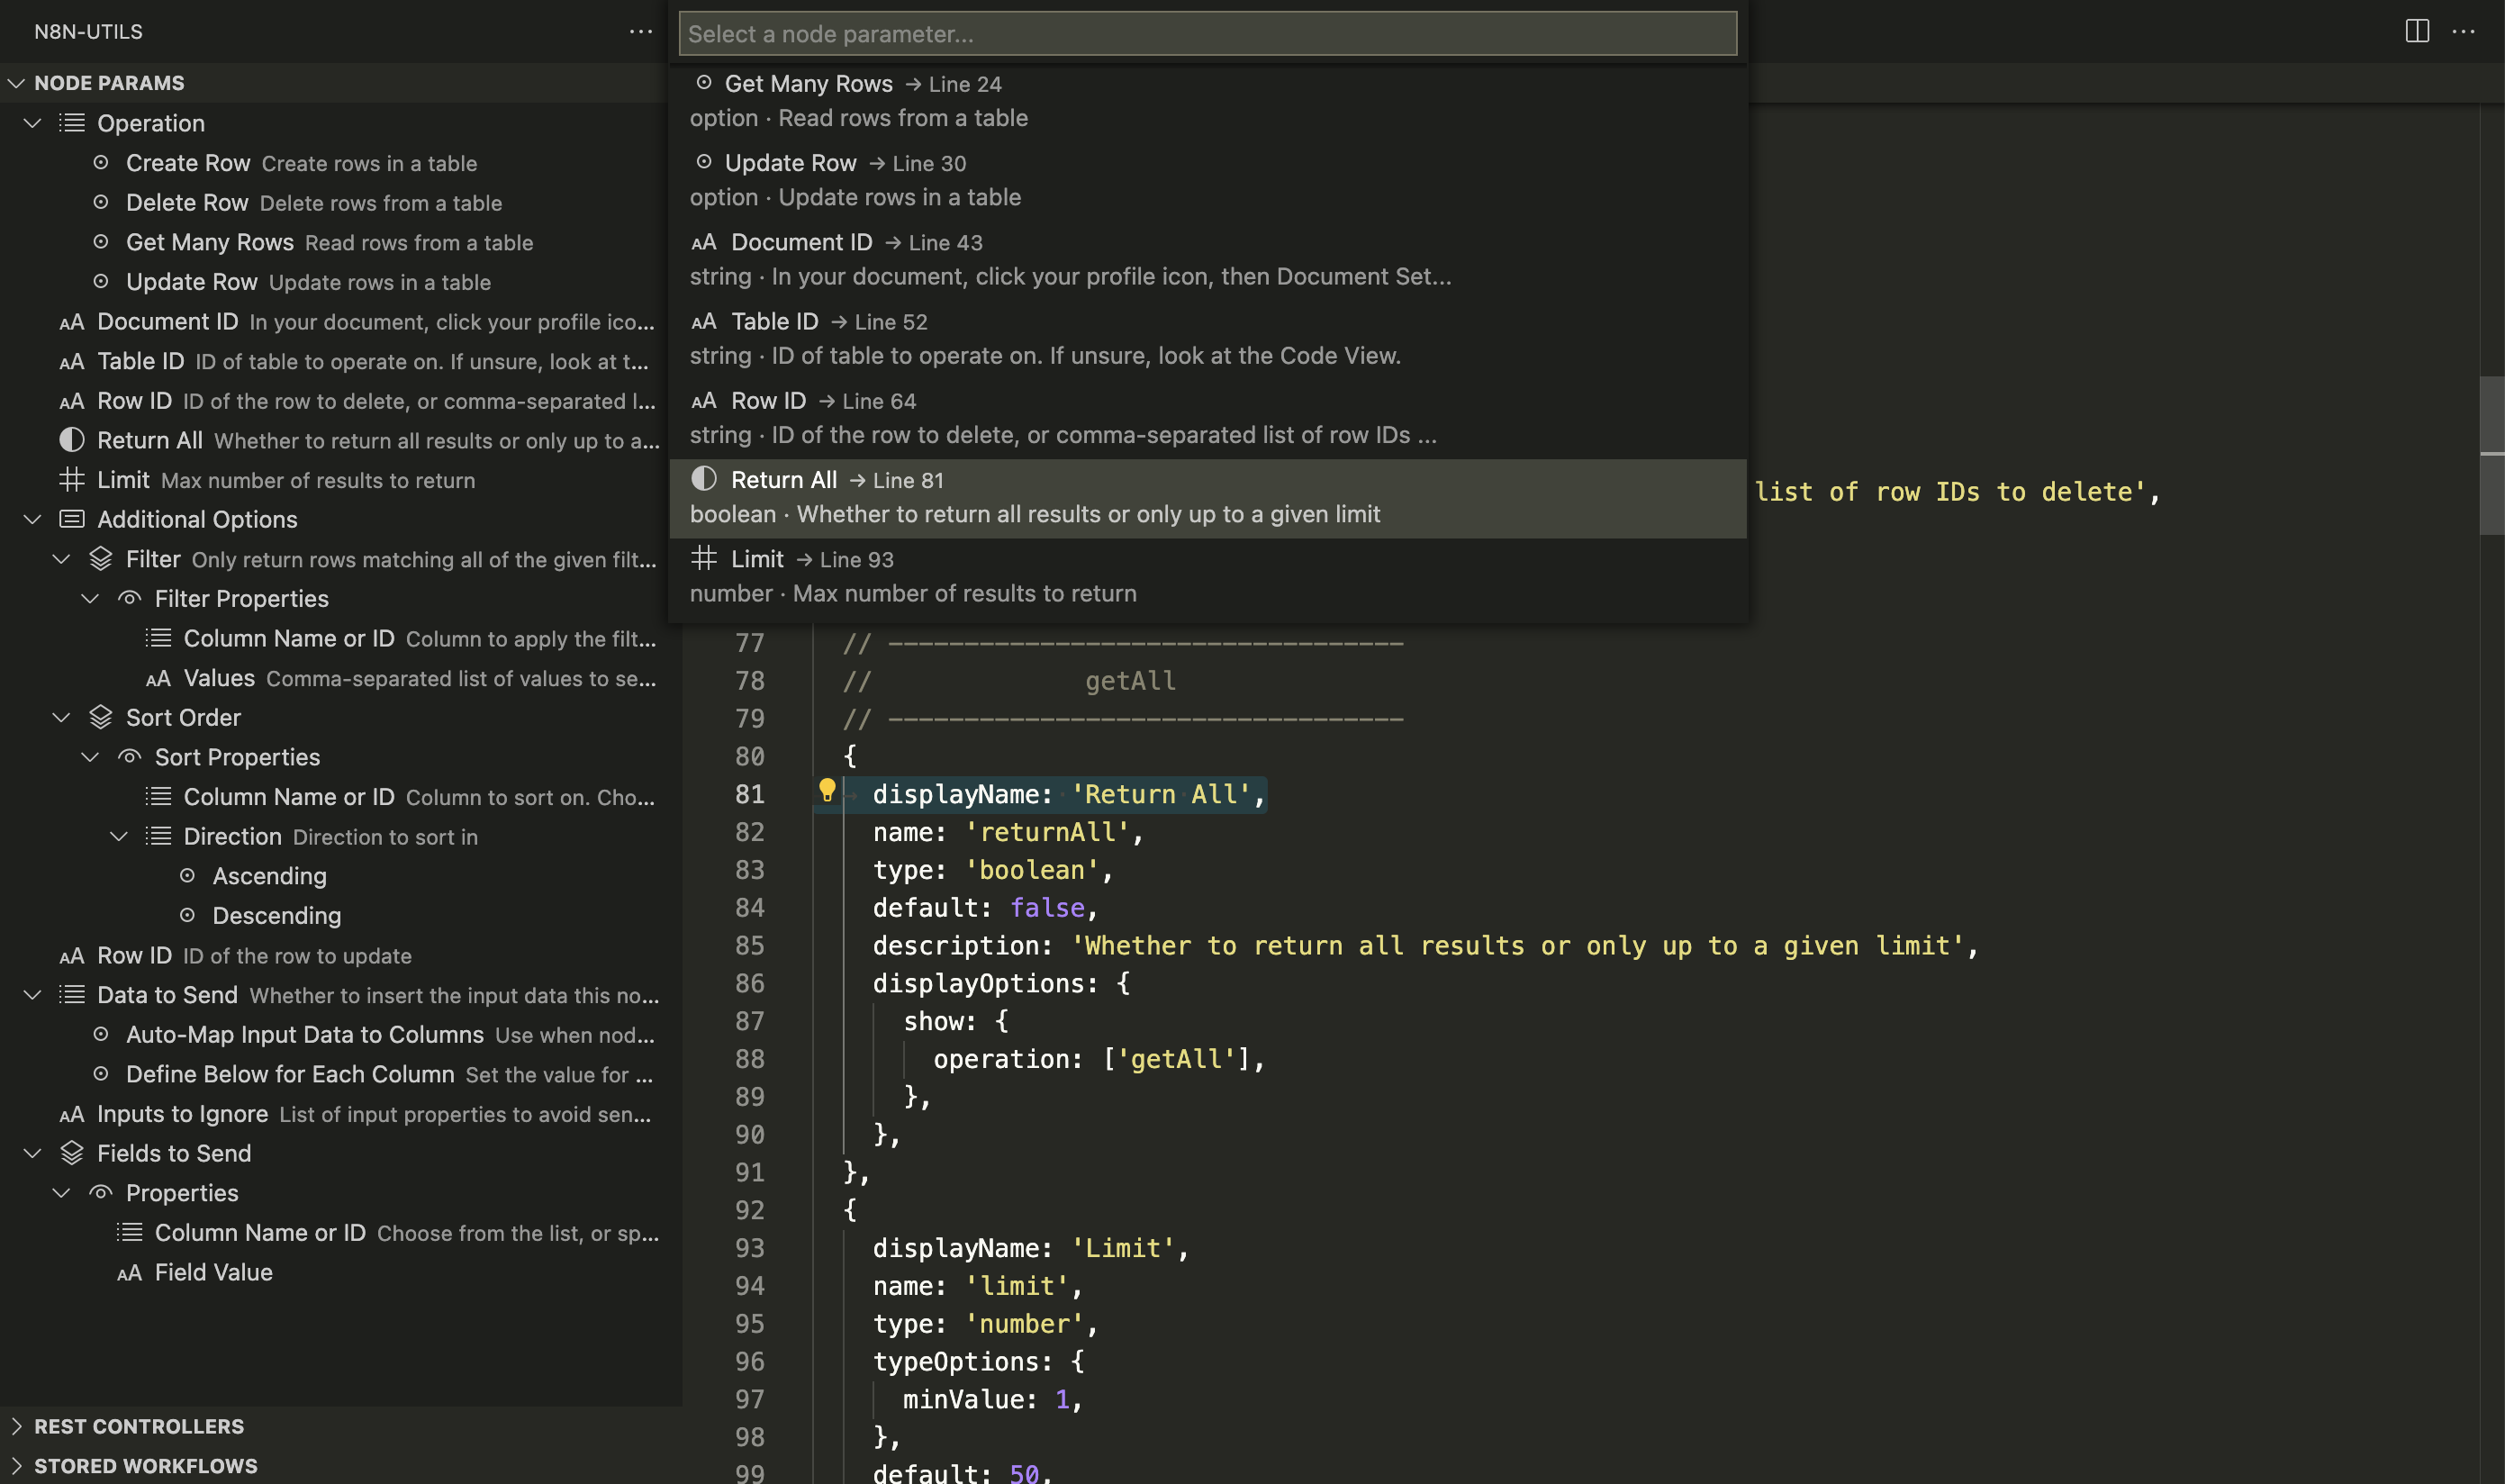 N8N-UTILS
NODE PARAMS
Operation
Create Row Create rows in a table
Delete Row Delete rows from a table
Get Many Rows Read rows from a table
Update Row Update rows in a table
Document ID In your document, click your profile ico...
Table ID ID of table to operate on. If unsure, look at t...
Row ID ID of the row to delete, or comma-separated l...
Return All Whether to return all results or only up to a...
Limit Max number of results to return
Additional Options
Filter Only return rows matching all of the given filt...
Filter Properties
Column Name or ID Column to apply the filt...
Values Comma-separated list of values to se...
Sort Order
Sort Properties
Column Name or ID Column to sort on. Cho...
Direction Direction to sort in
Ascending
Descending
Row ID ID of the row to update
Data to Send Whether to insert the input data this no...
Auto-Map Input Data to Columns Use when nod...
Define Below for Each Column Set the value for ...
Inputs to Ignore List of input properties to avoid sen...
Fields to Send
Properties
Column Name or ID Choose from the list, or sp...
Field Value
REST CONTROLLERS
STORED WORKFLOWS
Select a node parameter...
Get Many Rows → Line 24
option · Read rows from a table
Update Row → Line 30
option · Update rows in a table
Document ID → Line 43
string · In your document, click your profile icon, then Document Set...
Table ID → Line 52
string · ID of table to operate on. If unsure, look at the Code View.
Row ID → Line 64
string · ID of the row to delete, or comma-separated list of row IDs ...
Return All → Line 81
boolean · Whether to return all results or only up to a given limit
Limit → Line 93
number · Max number of results to return
list of row IDs to delete',
77 // ----------------------------------
78 // getAll
79 // ----------------------------------
80 {
81 displayName: 'Return All',
82 name: 'returnAll',
83 type: 'boolean',
84 default: false,
85 description: 'Whether to return all results or only up to a given limit',
86 displayOptions: {
87 show: {
88 operation: ['getAll'],
89 },
90 },
91 },
92 {
93 displayName: 'Limit',
94 name: 'limit',
95 type: 'number',
96 typeOptions: {
97 minValue: 1,
98 },
99 default: 50,